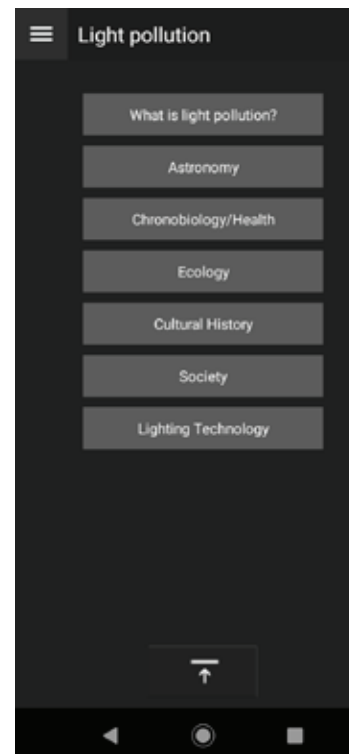 Light pollution
What is light pollution?
Astronomy
Chronobiology/Health
Ecology
Cultural History
Society
Lighting Technology